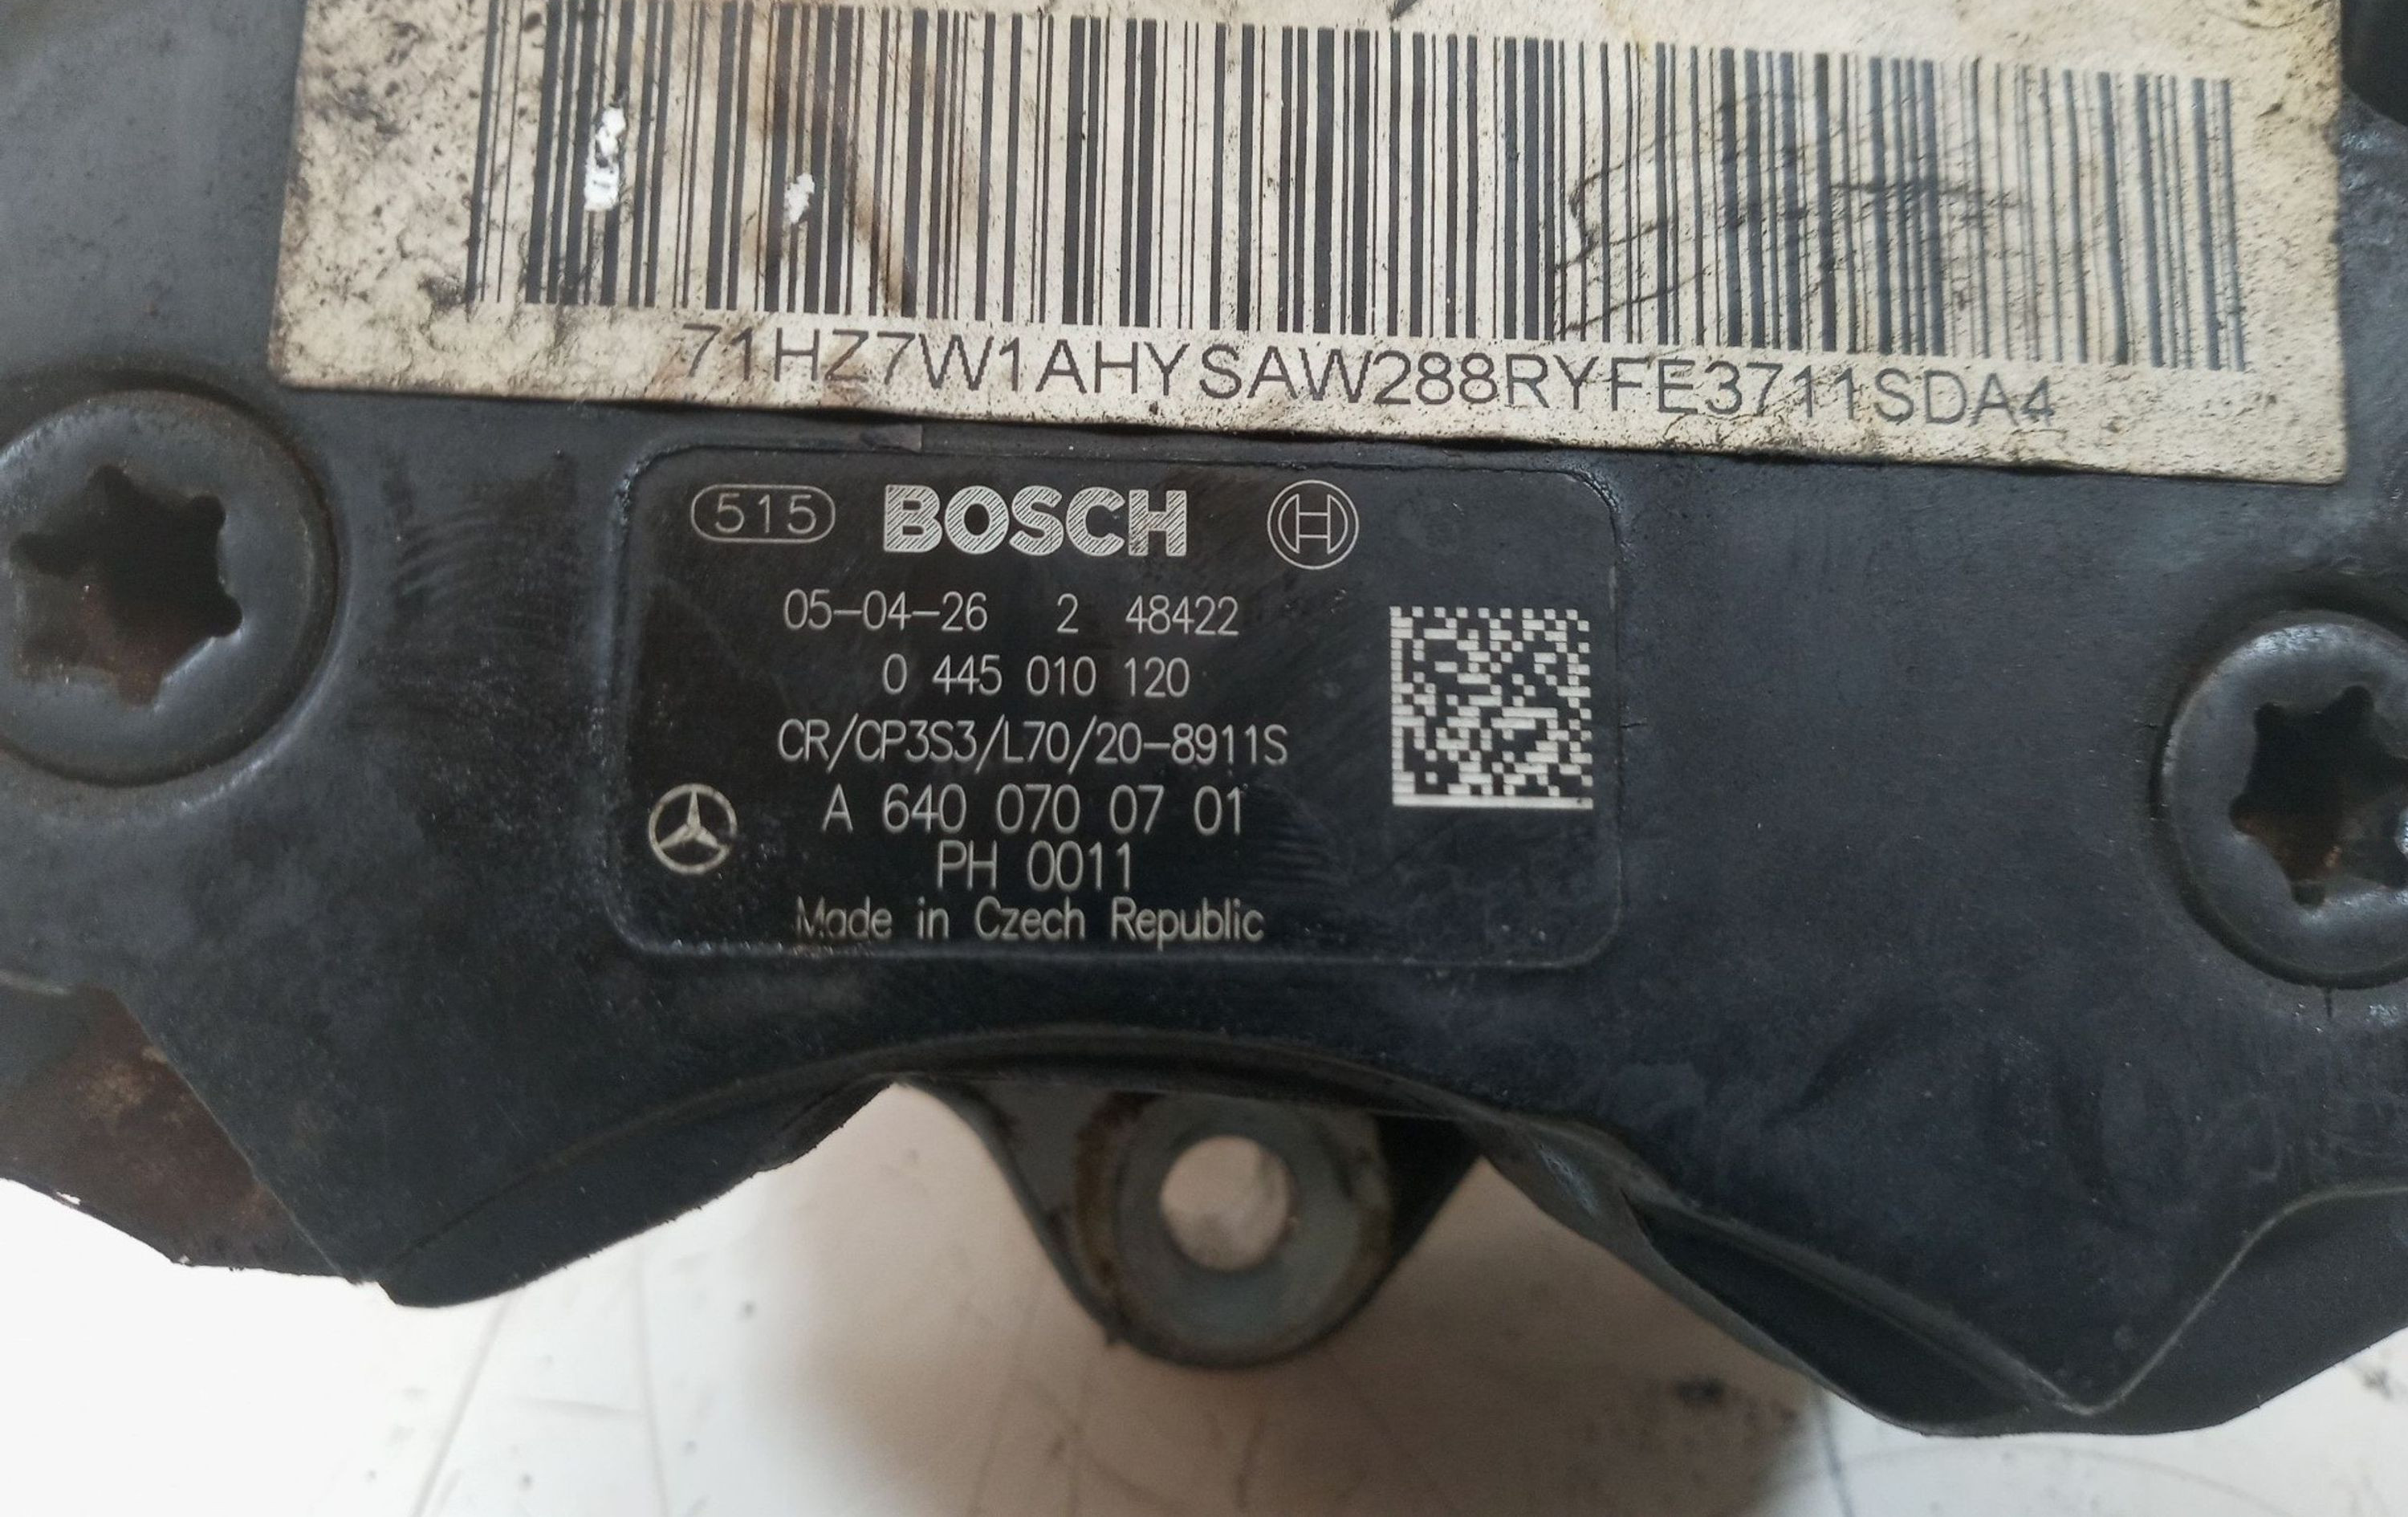 71HZ7W1AHYSAW288RYFE3711SDA4
515 BOSCH
05-04-26 2 48422
0 445 010 120
CR/CP3S3/L70/20-8911S
A 640 070 07 01
PH 0011
Made in Czech Republic